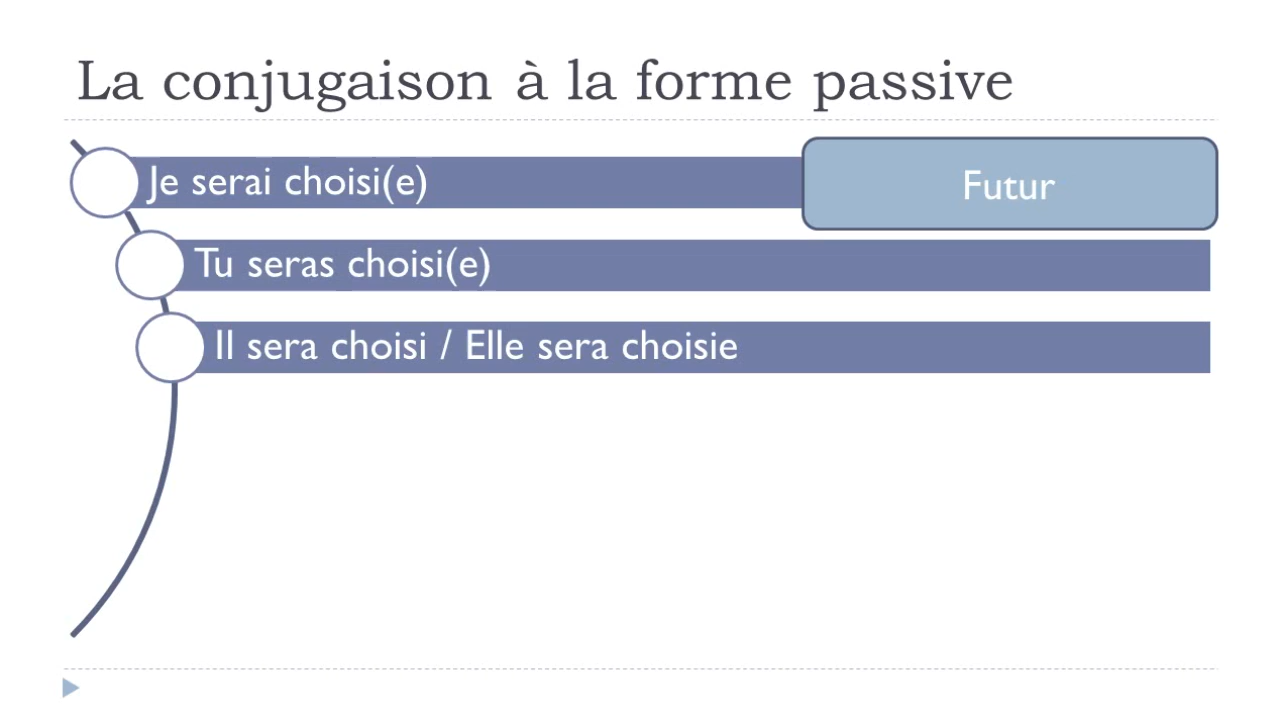 La conjugaison à la forme passive
Je serai choisi(e)
Futur
Tu seras choisi(e)
Il sera choisi / Elle sera choisie